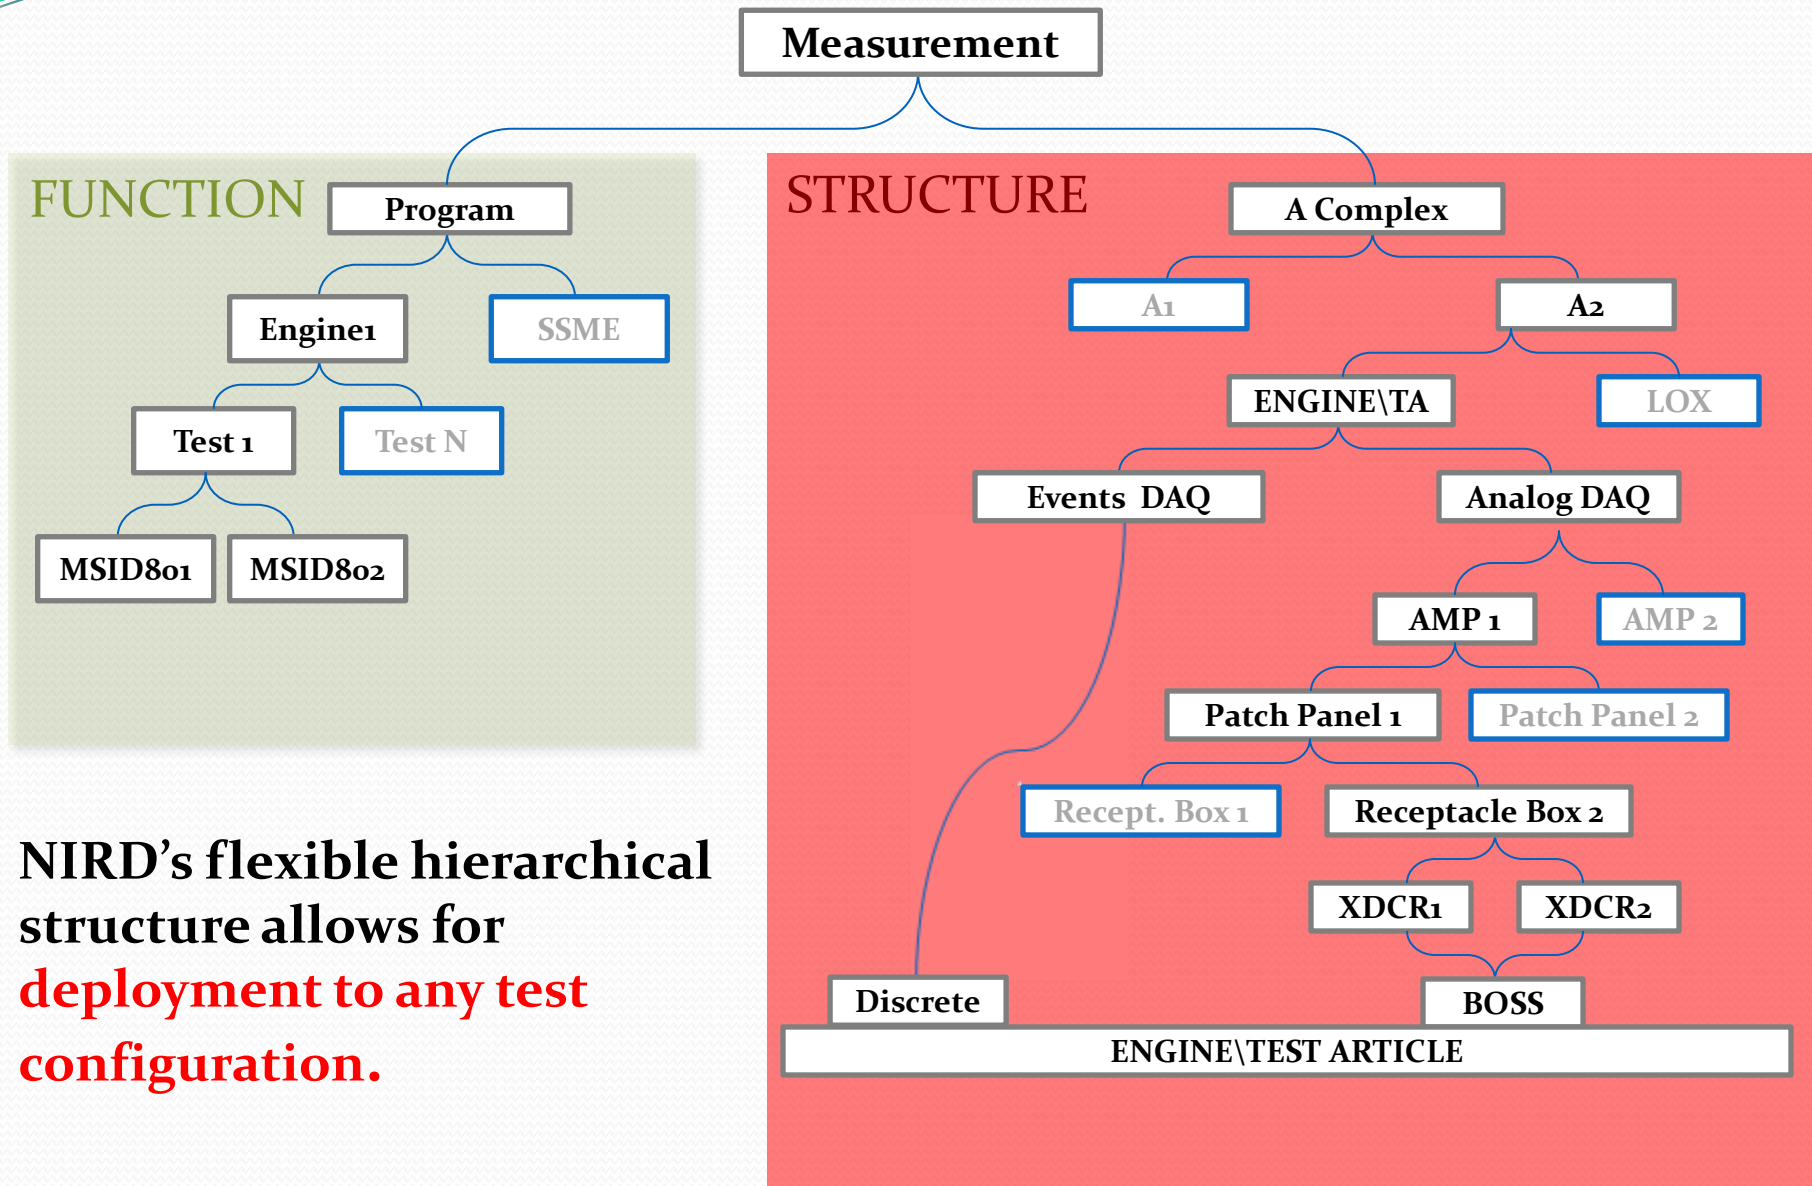 Measurement
FUNCTION
Program
Engine1
SSME
Test 1
Test N
MSID801
MSID802
STRUCTURE
A Complex
A1
A2
ENGINE\TA
LOX
Events DAQ
Analog DAQ
AMP 1
AMP 2
Patch Panel 1
Patch Panel 2
Recept. Box 1
Receptacle Box 2
XDCR1
XDCR2
Discrete
BOSS
ENGINE\TEST ARTICLE
NIRD’s flexible hierarchical
structure allows for
deployment to any test
configuration.